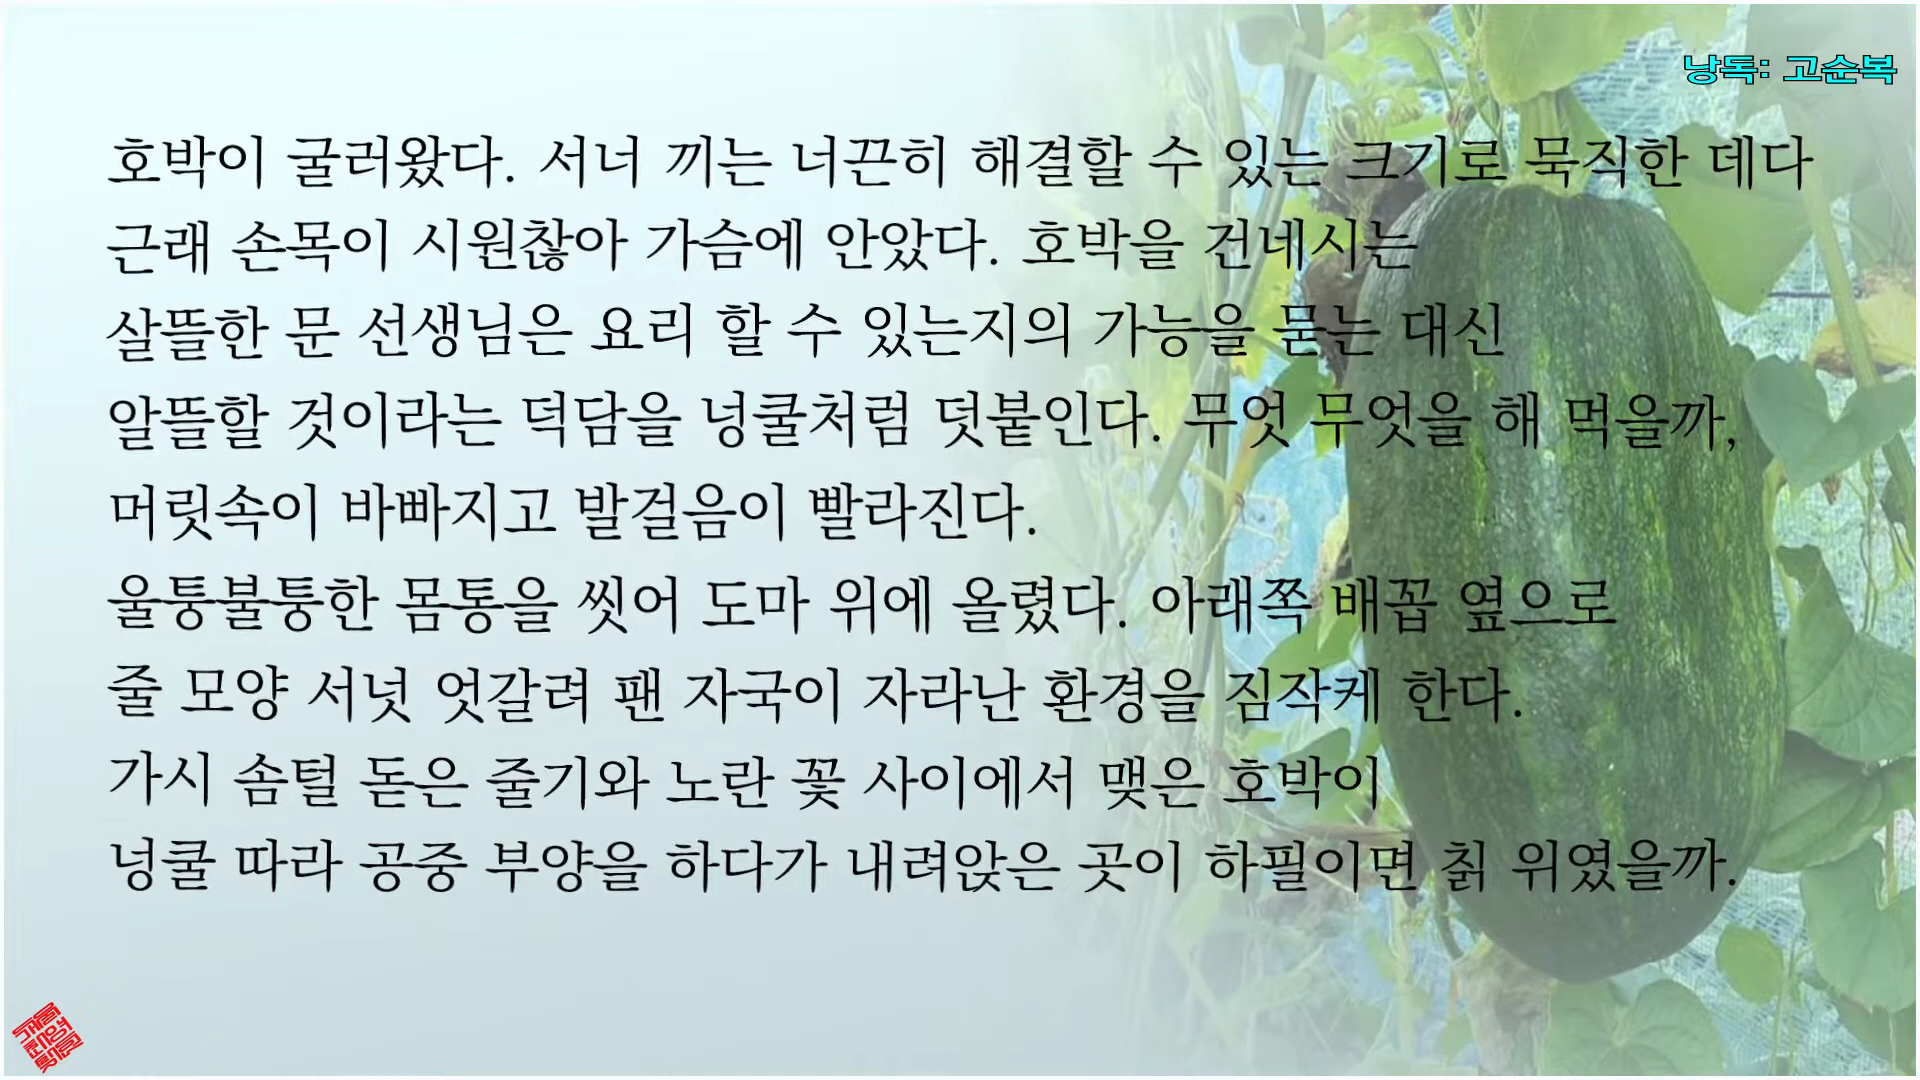 낭독: 고순복
호박이 굴러왔다. 서너 끼는 너끈히 해결할 수 있는 크기로 묵직한 데다
근래 손목이 시원찮아 가슴에 안았다. 호박을 건네시는
살뜰한 문 선생님은 요리 할 수 있는지의 가능을 묻는 대신
알뜰할 것이라는 덕담을 넝쿨처럼 덧붙인다. 무엇 무엇을 해 먹을까,
머릿속이 바빠지고 발걸음이 빨라진다.
울퉁불퉁한 몸통을 씻어 도마 위에 올렸다. 아래쪽 배꼽 옆으로
줄 모양 서넛 엇갈려 팬 자국이 자라난 환경을 짐작케 한다.
가시 솜털 돋은 줄기와 노란 꽃 사이에서 맺은 호박이
넝쿨 따라 공중 부양을 하다가 내려앉은 곳이 하필이면 칡 위였을까.